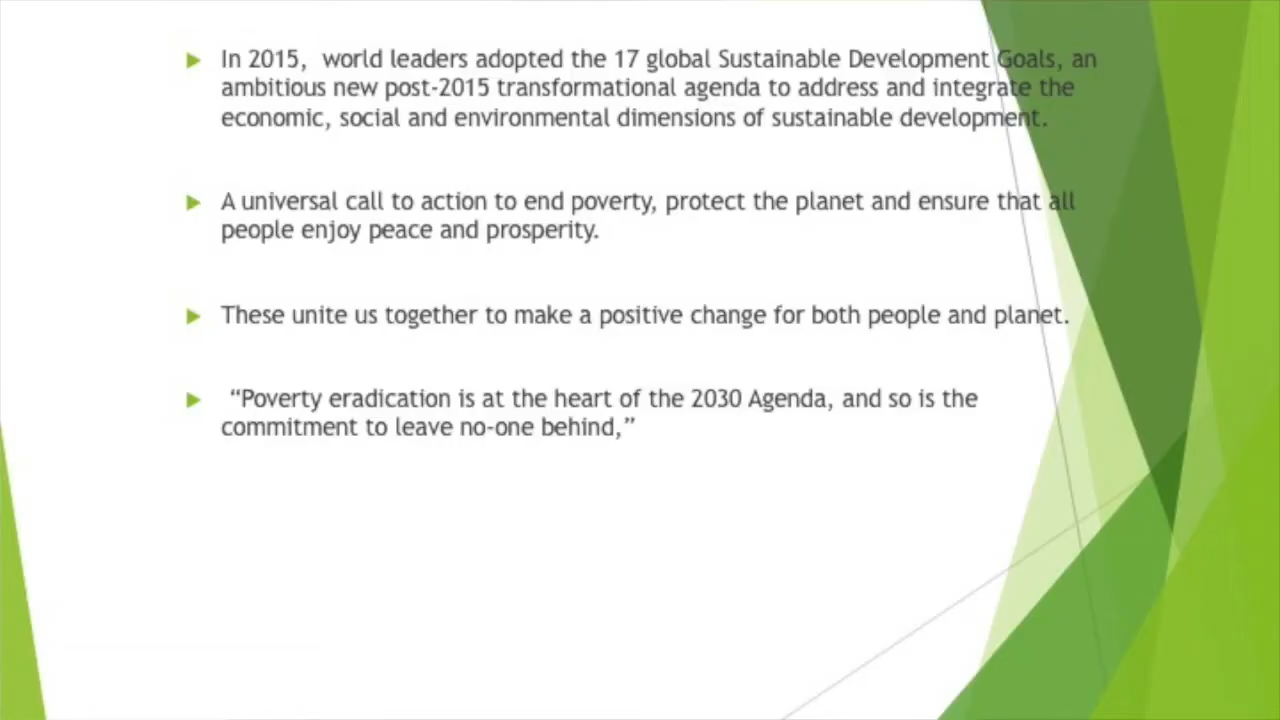 In 2015,  world leaders adopted the 17 global Sustainable Development Goals, an
ambitious new post-2015 transformational agenda to address and integrate the
economic, social and environmental dimensions of sustainable development.
A universal call to action to end poverty, protect the planet and ensure that all
people enjoy peace and prosperity.
These unite us together to make a positive change for both people and planet.
“Poverty eradication is at the heart of the 2030 Agenda, and so is the
commitment to leave no-one behind,”